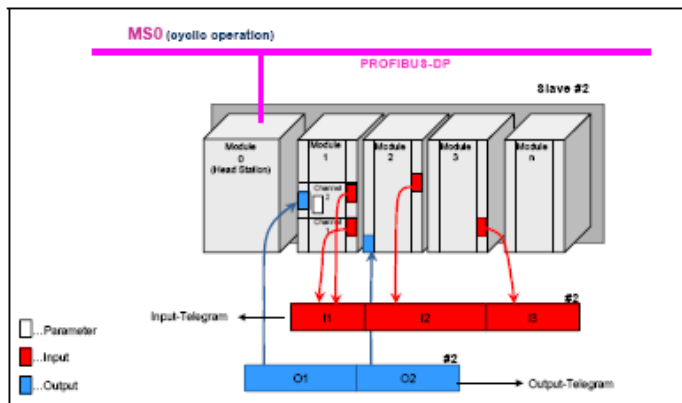 MS0 (cyclic operation)
PROFIBUS-DP
Slave #2
Module
0
(Head Station)
Module
1
Channel
2
Channel
1
Module
2
Module
3
Module
n
#2
Input-Telegram
I1
I2
I3
...Parameter
...Input
...Output
#2
O1
O2
Output-Telegram